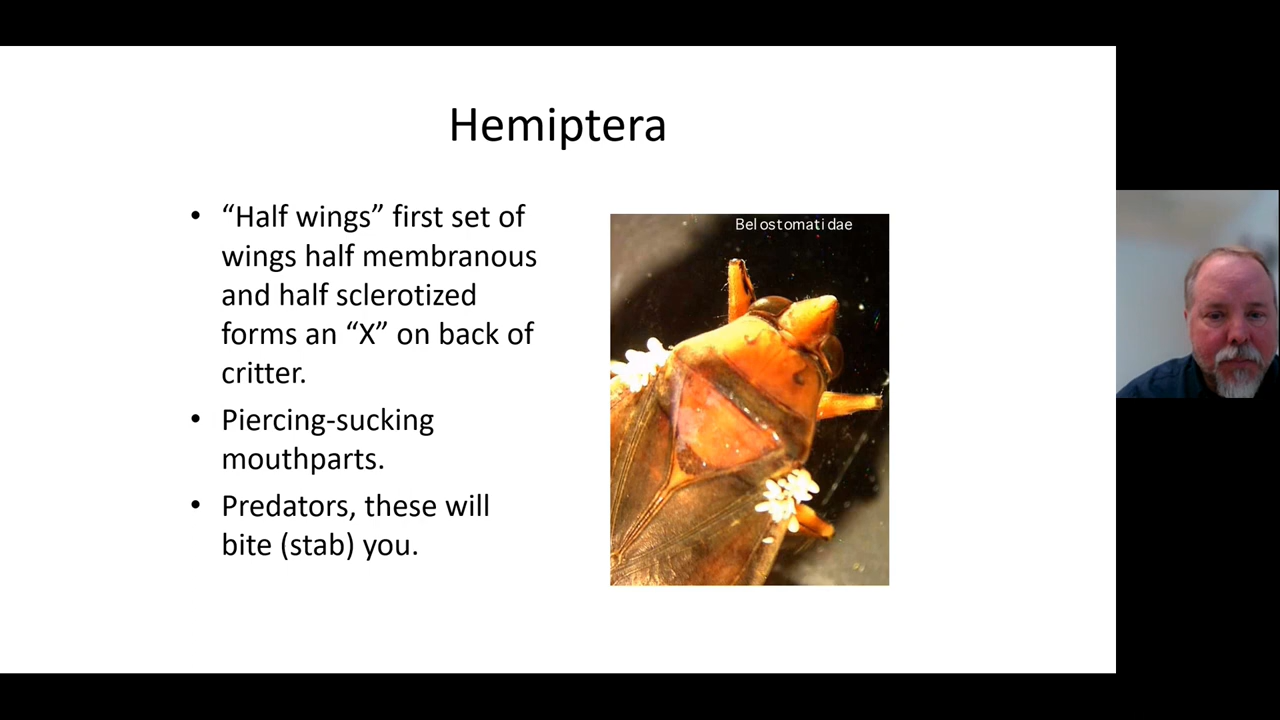 Hemiptera
• “Half wings” first set of
wings half membranous
and half sclerotized
forms an “X” on back of
critter.
• Piercing-sucking
mouthparts.
• Predators, these will
bite (stab) you.
Belostomatidae